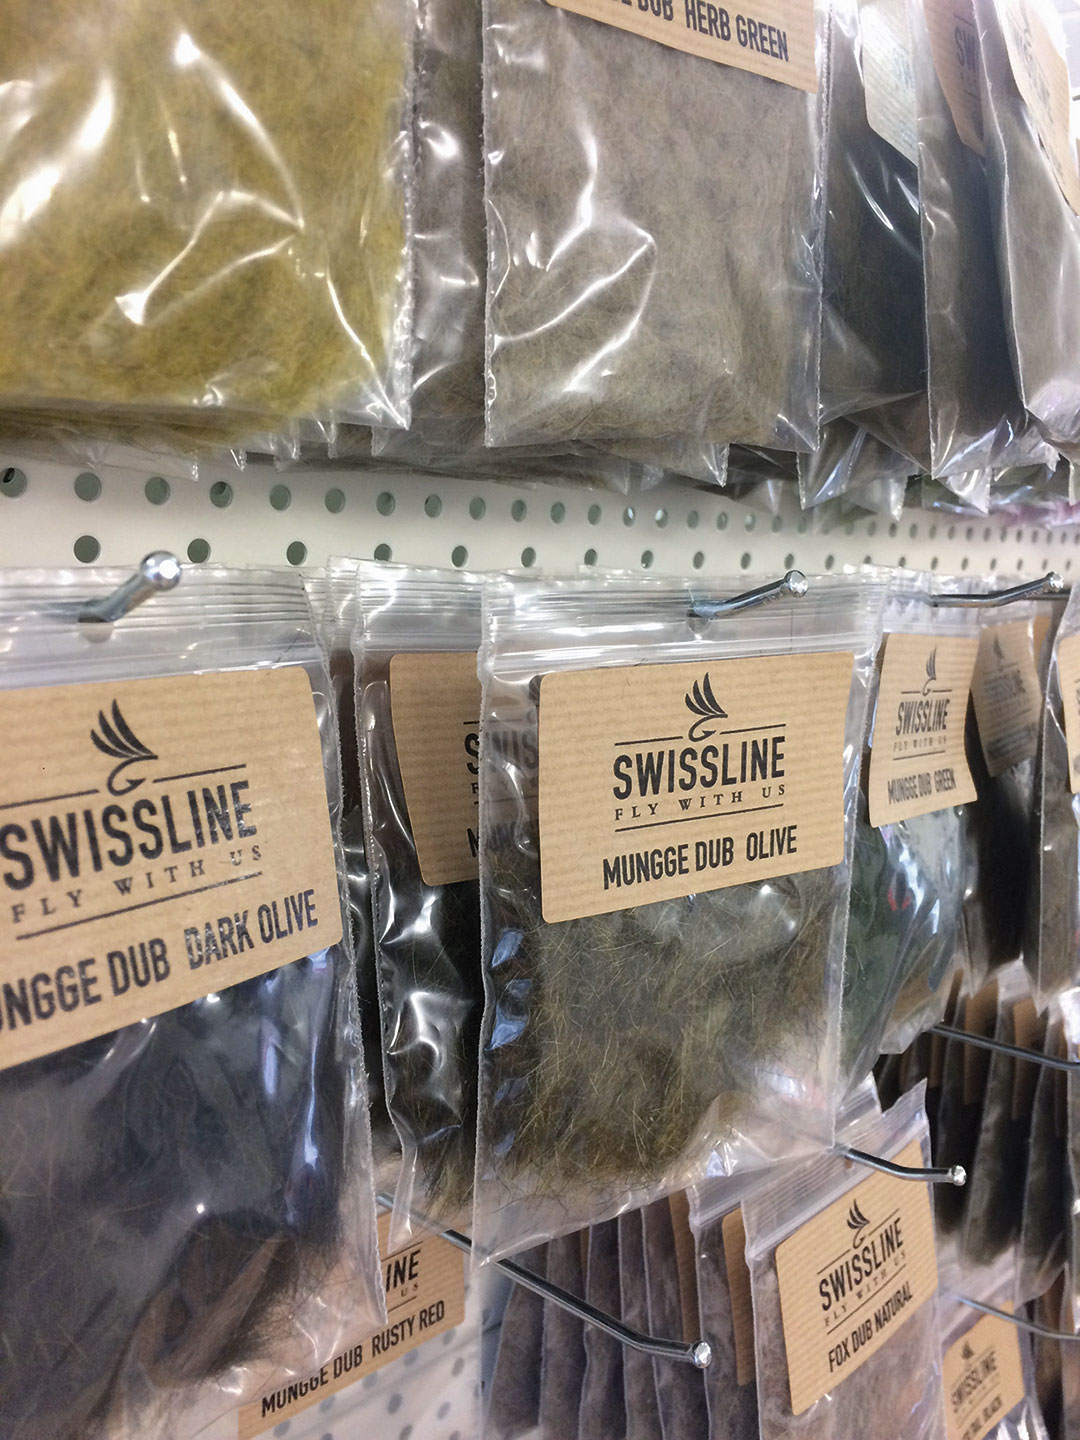 DUB HERB GREEN
SWISSLINE
FLY WITH US
DUB DARK OLIVE
SWISSLINE
FLY WITH US
MUNGGE DUB OLIVE
SWISSLINE
FLY WITH US
MUNGGE DUB GREEN
MUNGGE DUB RUSTY RED
SWISSLINE
FLY WITH US
FOX DUB NATURAL
SWISSLINE
BLACK